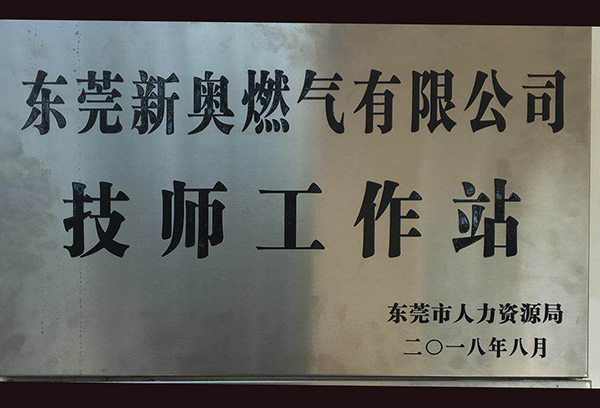 东莞新奥燃气有限公司
技师工作站
东莞市人力资源局
二〇一八年八月